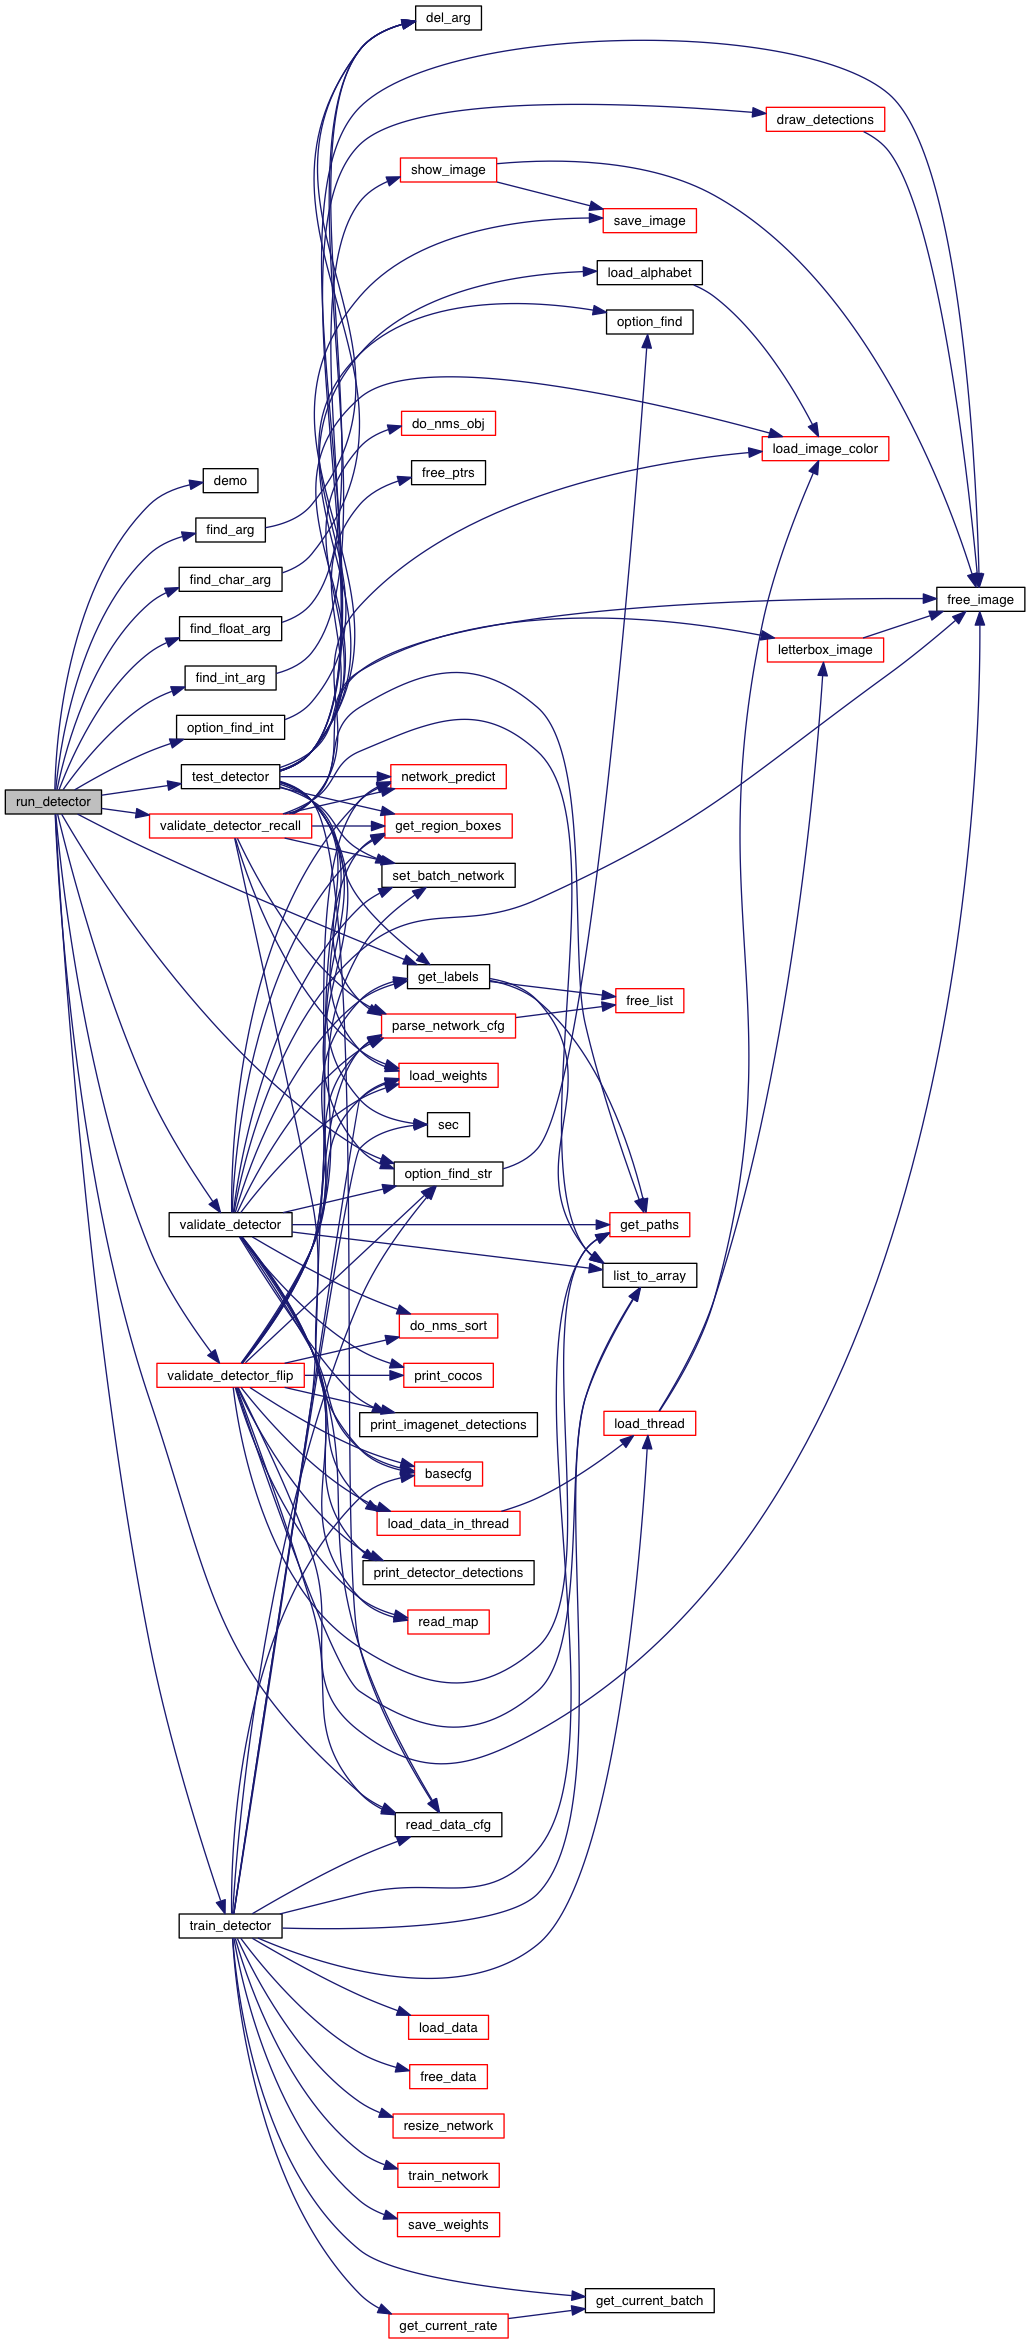 del_arg
draw_detections
show_image
save_image
load_alphabet
option_find
do_nms_obj
load_image_color
free_ptrs
demo
find_arg
find_char_arg
free_image
find_float_arg
letterbox_image
find_int_arg
option_find_int
test_detector
network_predict
run_detector
validate_detector_recall
get_region_boxes
set_batch_network
get_labels
free_list
parse_network_cfg
load_weights
sec
option_find_str
validate_detector
get_paths
list_to_array
do_nms_sort
validate_detector_flip
print_cocos
print_imagenet_detections
load_thread
basecfg
load_data_in_thread
print_detector_detections
read_map
read_data_cfg
train_detector
load_data
free_data
resize_network
train_network
save_weights
get_current_batch
get_current_rate